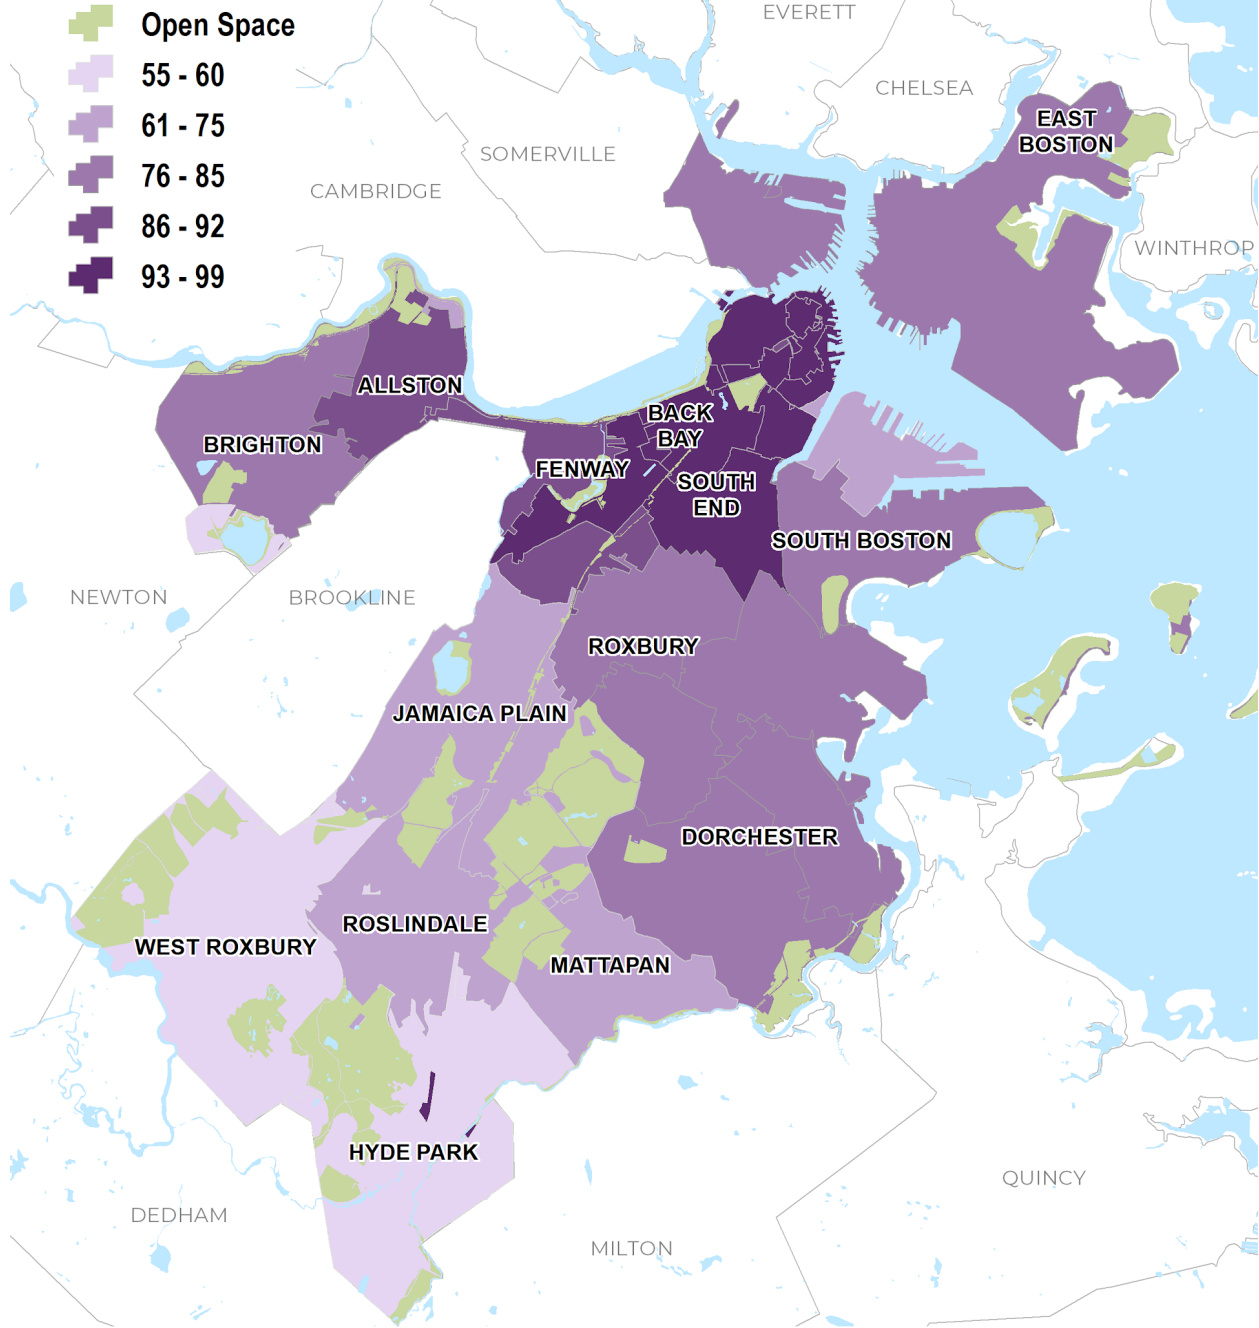 Open Space
55 - 60
61 - 75
76 - 85
86 - 92
93 - 99
EVERETT
CHELSEA
EAST
BOSTON
SOMERVILLE
CAMBRIDGE
WINTHROP
ALLSTON
BRIGHTON
BACK
BAY
FENWAY
SOUTH
END
SOUTH BOSTON
NEWTON
BROOKLINE
ROXBURY
JAMAICA PLAIN
DORCHESTER
ROSLINDALE
WEST ROXBURY
MATTAPAN
HYDE PARK
QUINCY
DEDHAM
MILTON